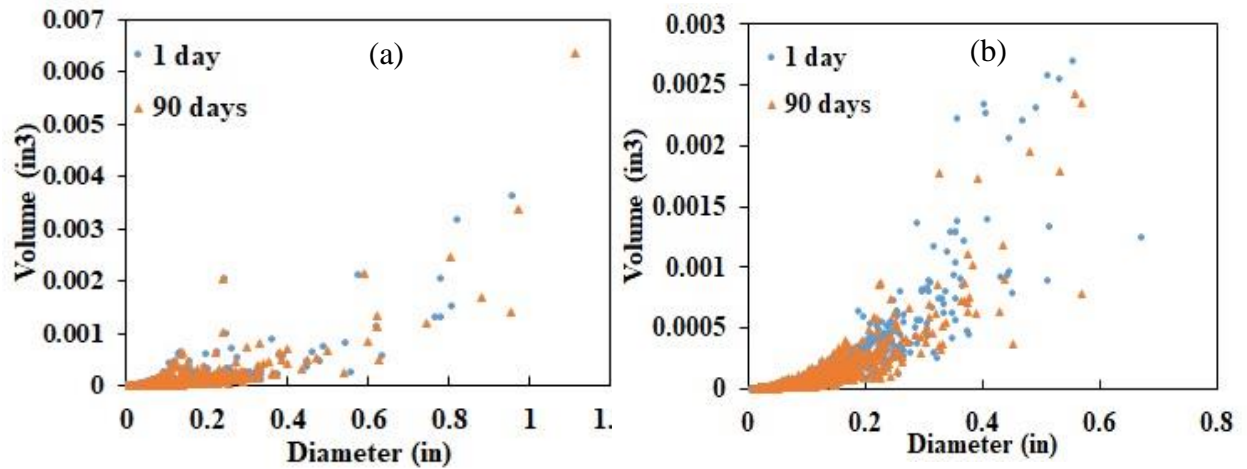 0.007
0.006
0.005
0.004
0.003
0.002
0.001
0
Volume (in3)
1 day
90 days
(a)
0 0.2 0.4 0.6 0.8 1 1.
Diameter (in)
0.003
0.0025
0.002
0.0015
0.001
0.0005
0
Volume (in3)
1 day
90 days
(b)
0 0.2 0.4 0.6 0.8
Diameter (in)